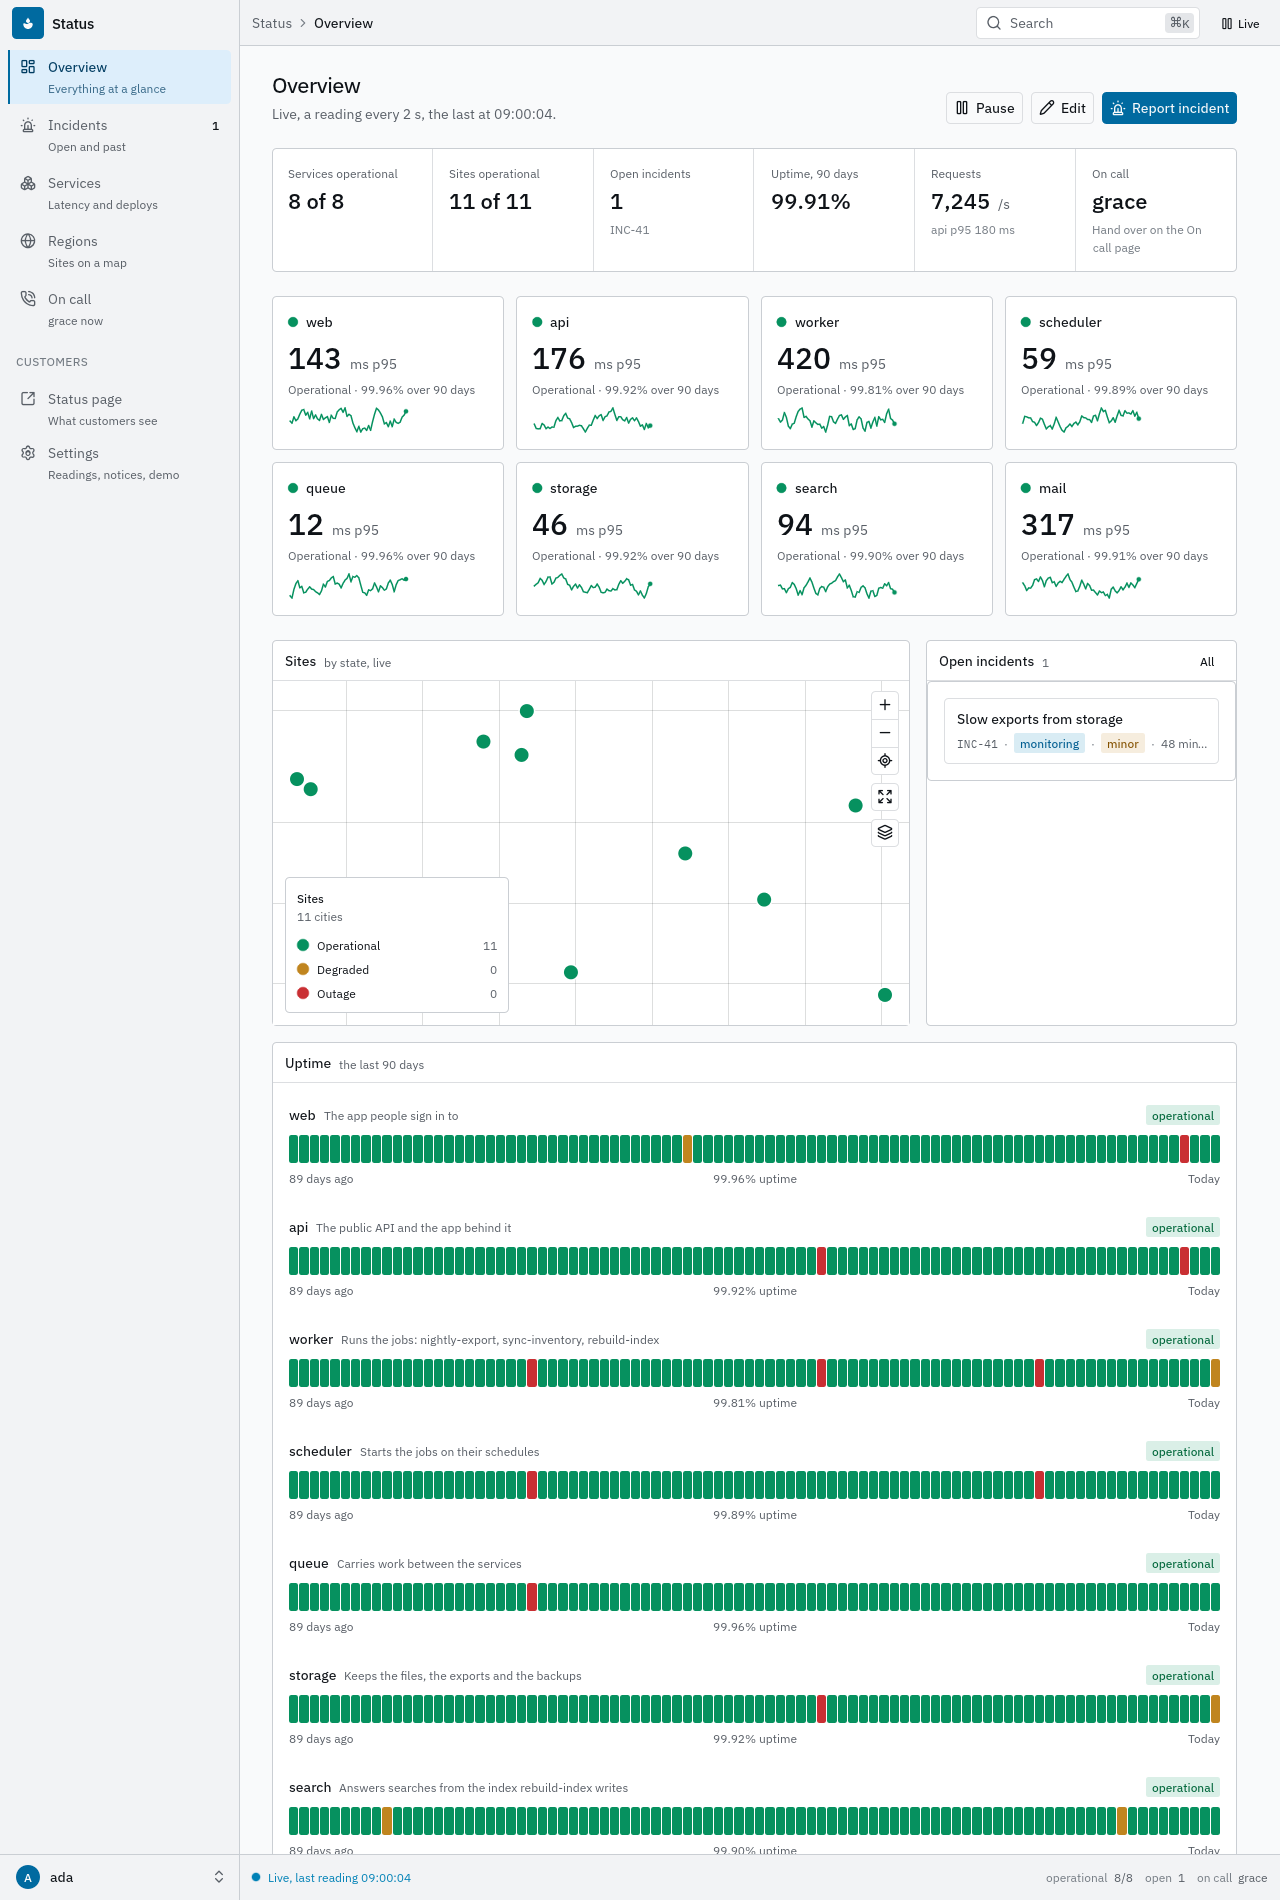 Status
Overview
Everything at a glance
Incidents 1
Open and past
Services
Latency and deploys
Regions
Sites on a map
On call
grace now
CUSTOMERS
Status page
What customers see
Settings
Readings, notices, demo
A ada
Status > Overview
Search ⌘K
Live
Overview
Live, a reading every 2 s, the last at 09:00:04.
Pause Edit Report incident
Services operational
8 of 8
Sites operational
11 of 11
Open incidents
1
INC-41
Uptime, 90 days
99.91%
Requests
7,245 /s
api p95 180 ms
On call
grace
Hand over on the On
call page
web
143 ms p95
Operational · 99.96% over 90 days
api
176 ms p95
Operational · 99.92% over 90 days
worker
420 ms p95
Operational · 99.81% over 90 days
scheduler
59 ms p95
Operational · 99.89% over 90 days
queue
12 ms p95
Operational · 99.96% over 90 days
storage
46 ms p95
Operational · 99.92% over 90 days
search
94 ms p95
Operational · 99.90% over 90 days
mail
317 ms p95
Operational · 99.91% over 90 days
Sites by state, live
Sites
11 cities
Operational 11
Degraded 0
Outage 0
Open incidents 1 All
Slow exports from storage
INC-41 · monitoring · minor · 48 min...
Uptime the last 90 days
web The app people sign in to operational
89 days ago 99.96% uptime Today
api The public API and the app behind it operational
89 days ago 99.92% uptime Today
worker Runs the jobs: nightly-export, sync-inventory, rebuild-index operational
89 days ago 99.81% uptime Today
scheduler Starts the jobs on their schedules operational
89 days ago 99.89% uptime Today
queue Carries work between the services operational
89 days ago 99.96% uptime Today
storage Keeps the files, the exports and the backups operational
89 days ago 99.92% uptime Today
search Answers searches from the index rebuild-index writes operational
89 days ago 99.90% uptime Today
Live, last reading 09:00:04
operational 8/8 open 1 on call grace